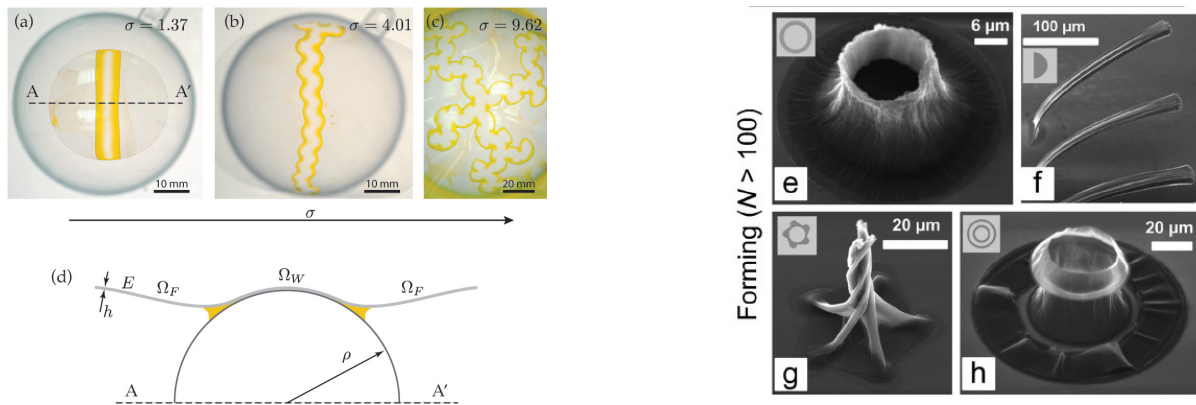 (a)
σ = 1.37
A
A′
10 mm
(b)
σ = 4.01
10 mm
(c)
σ = 9.62
20 mm
σ
(d)
E
Ω_F
Ω_W
Ω_F
h
ρ
A
A′
Forming (N > 100)
6 µm
e
100 µm
f
20 µm
g
20 µm
h